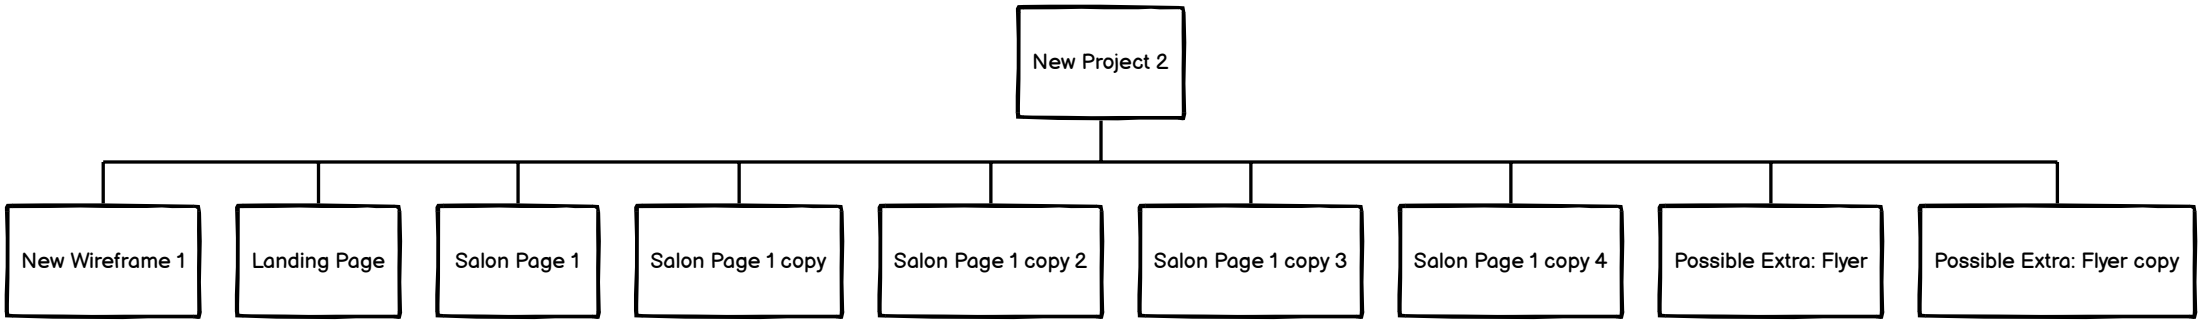 New Project 2
New Wireframe 1
Landing Page
Salon Page 1
Salon Page 1 copy
Salon Page 1 copy 2
Salon Page 1 copy 3
Salon Page 1 copy 4
Possible Extra: Flyer
Possible Extra: Flyer copy